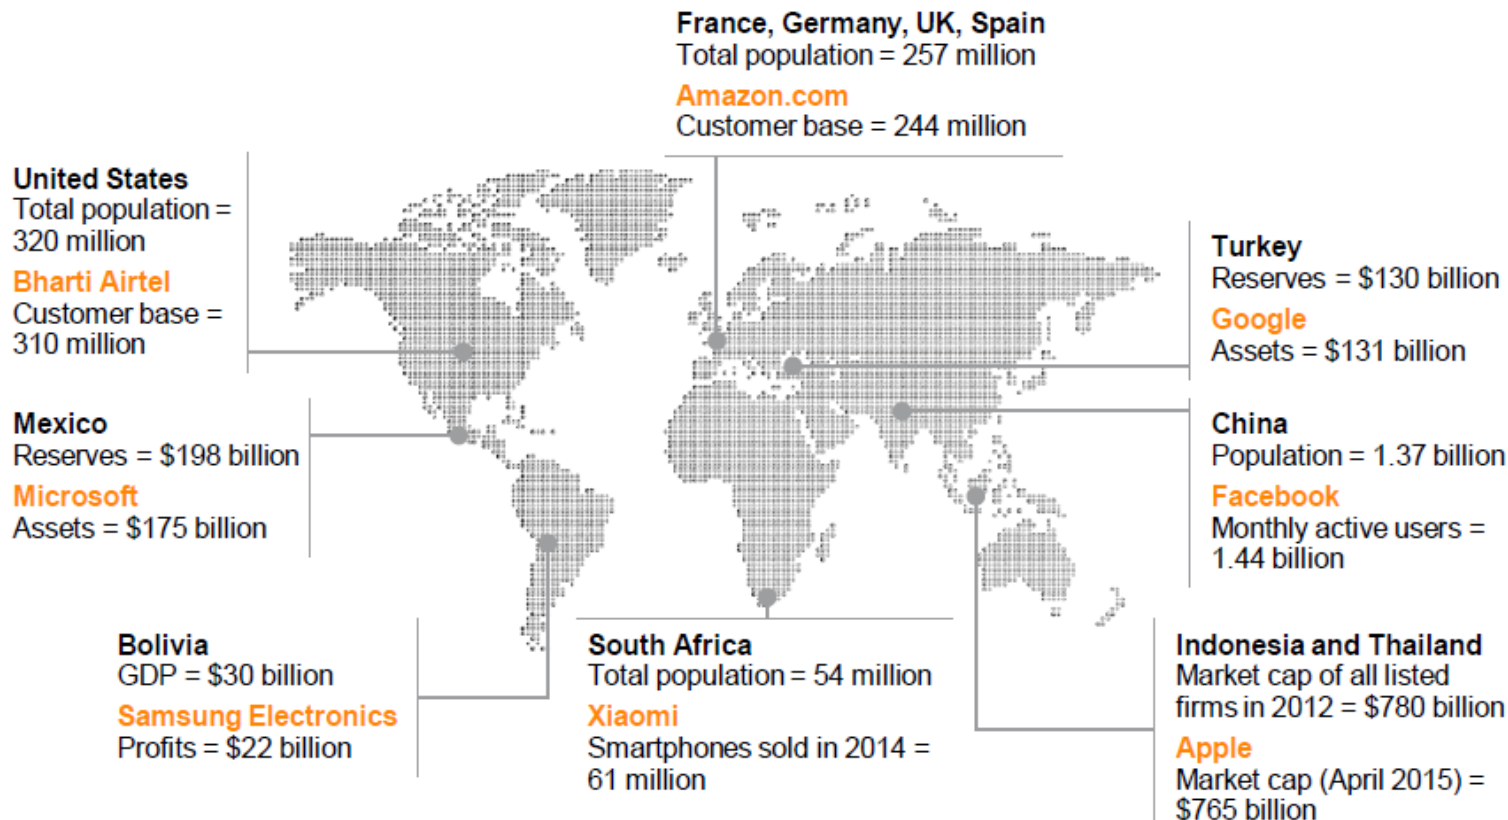 France, Germany, UK, Spain
Total population = 257 million
Amazon.com
Customer base = 244 million
United States
Total population =
320 million
Bharti Airtel
Customer base =
310 million
Turkey
Reserves = $130 billion
Google
Assets = $131 billion
Mexico
Reserves = $198 billion
Microsoft
Assets = $175 billion
China
Population = 1.37 billion
Facebook
Monthly active users =
1.44 billion
Bolivia
GDP = $30 billion
Samsung Electronics
Profits = $22 billion
South Africa
Total population = 54 million
Xiaomi
Smartphones sold in 2014 =
61 million
Indonesia and Thailand
Market cap of all listed
firms in 2012 = $780 billion
Apple
Market cap (April 2015) =
$765 billion